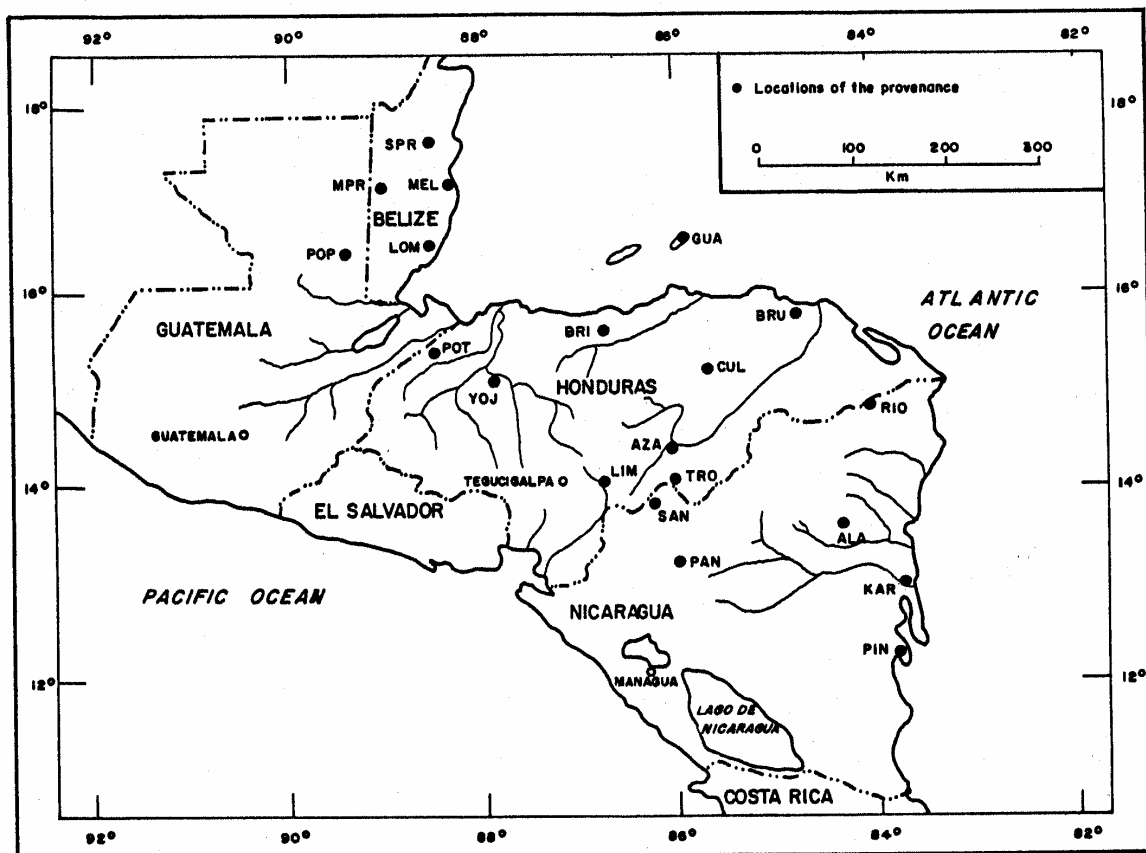 92° 90° 88° 86° 84° 82°
18° 18°
● Locations of the provenance
0 100 200 300
Km
SPR
MPR MEL
BELIZE
POP LOM
GUA
16° 16°
ATLANTIC
OCEAN
GUATEMALA
BRI BRU
POT
CUL
HONDURAS
YOJ
RIO
GUATEMALA
AZA
LIM TRO
TEGUCIGALPA
14° 14°
EL SALVADOR
SAN
ALA
PAN
KAR
PACIFIC OCEAN
NICARAGUA
PIN
MANAGUA
12° 12°
LAGO DE
NICARAGUA
COSTA RICA
92° 90° 88° 86° 84° 82°